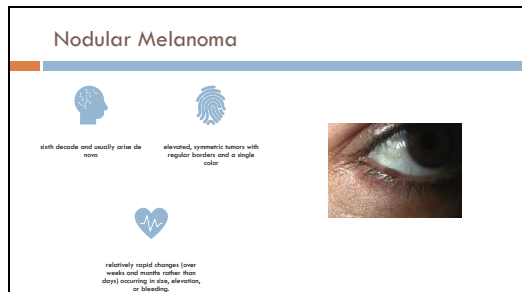 Nodular Melanoma
sixth decade and usually arise de
novo
elevated, symmetric tumors with
regular borders and a single
color
relatively rapid changes (over
weeks and months rather than
days) occurring in size, elevation,
or bleeding.